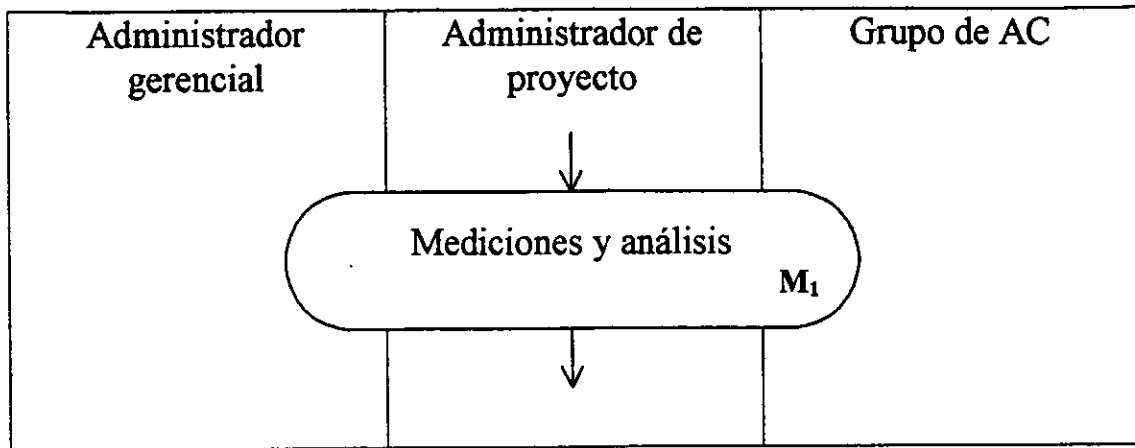 Administrador
gerencial
Administrador de
proyecto
Grupo de AC
Mediciones y análisis
M₁